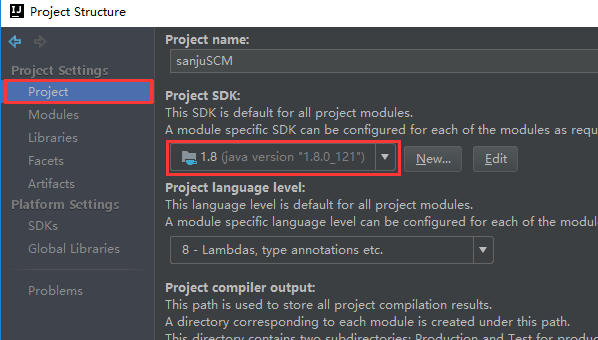 IJ Project Structure
Project Settings
Project
Modules
Libraries
Facets
Artifacts
Platform Settings
SDKs
Global Libraries
Problems
Project name:
sanjuSCM
Project SDK:
This SDK is default for all project modules.
A module specific SDK can be configured for each of the modules as requ
1.8 (java version "1.8.0_121")
New...
Edit
Project language level:
This language level is default for all project modules.
A module specific language level can be configured for each of the modul
8 - Lambdas, type annotations etc.
Project compiler output:
This path is used to store all project compilation results.
A directory corresponding to each module is created under this path.
This directory contains two subdirectories: Production and Test for produ